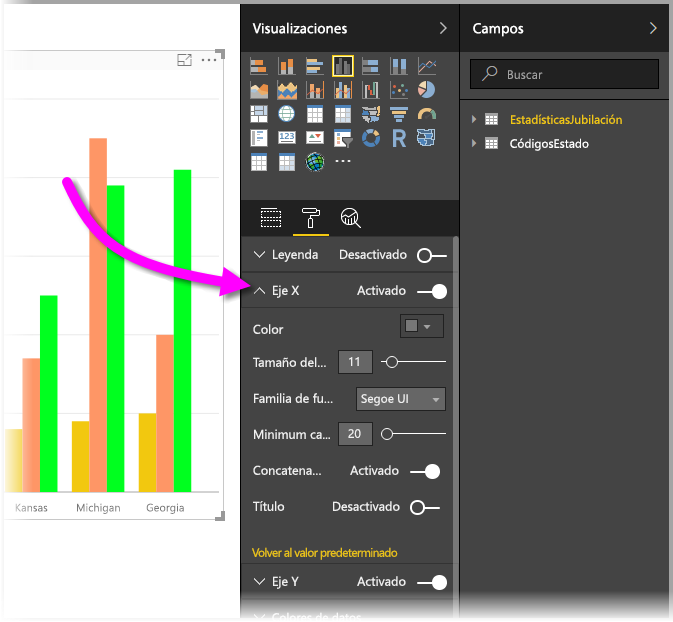 Visualizaciones
Campos
Buscar
EstadísticasJubilación
CódigosEstado
123
R
Leyenda Desactivado
Eje X Activado
Color
Tamaño del... 11
Familia de fu... Segoe UI
Minimum ca... 20
Concatena... Activado
Título Desactivado
Volver al valor predeterminado
Eje Y Activado
Colores de datos
Kansas Michigan Georgia